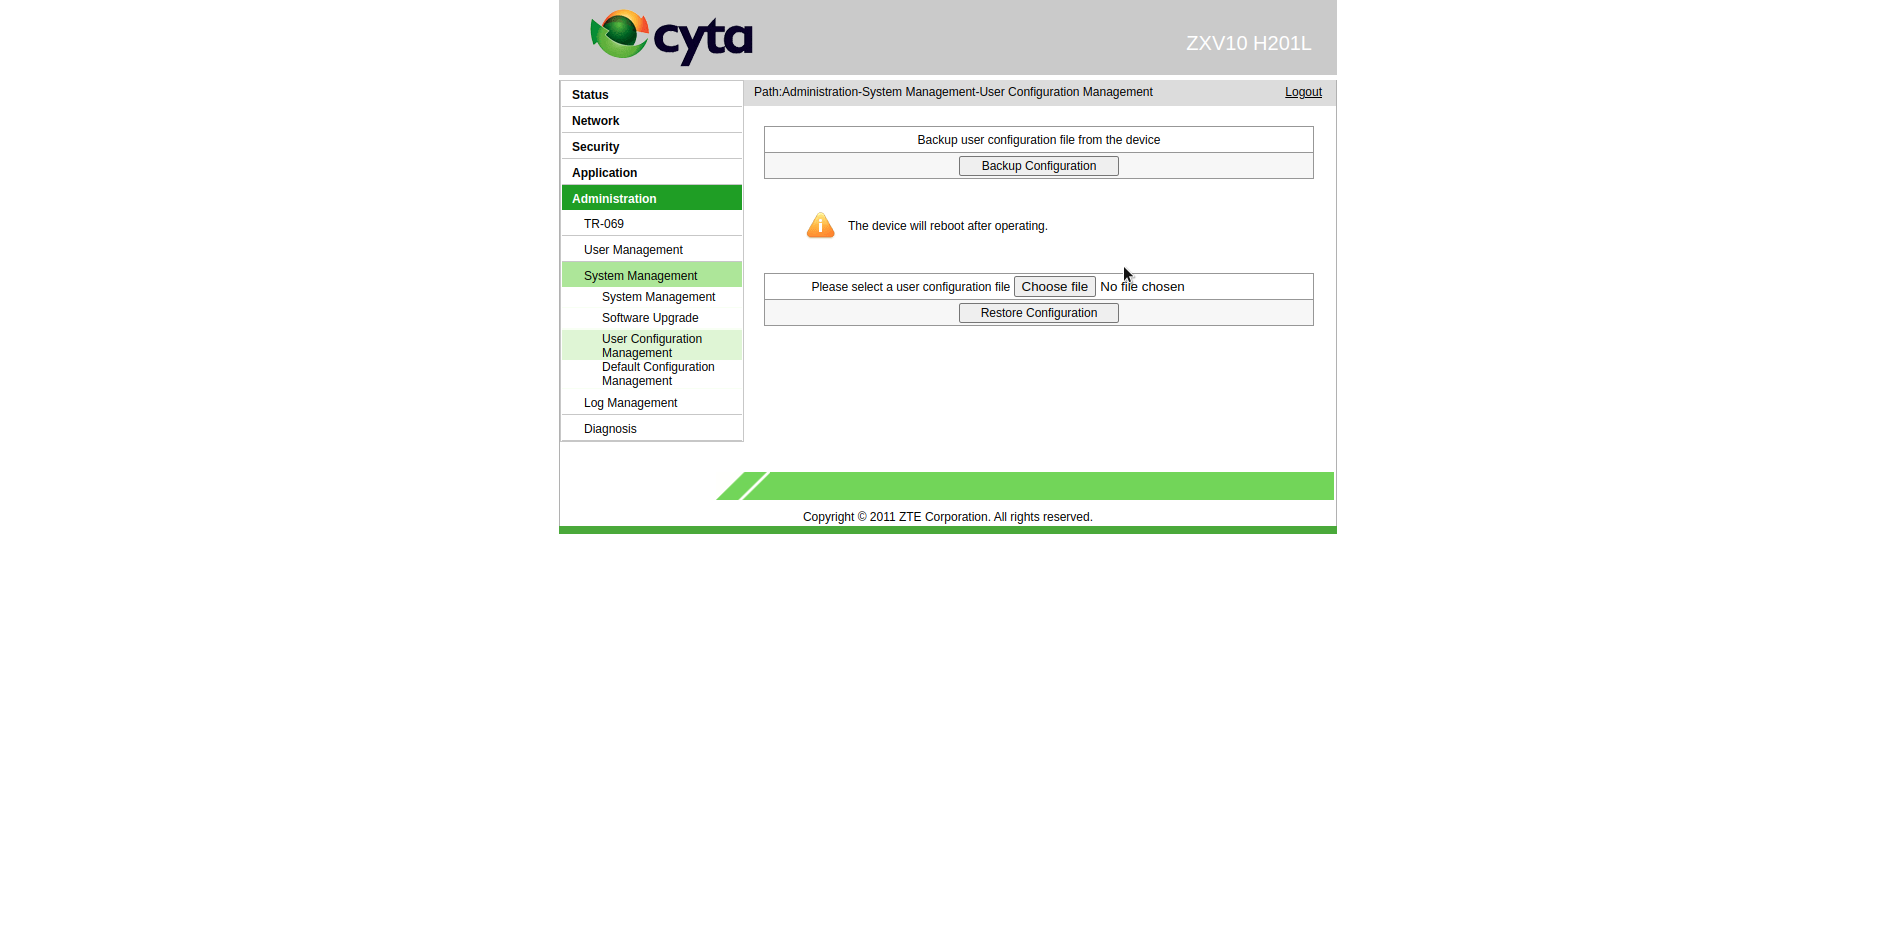 cyta
ZXV10 H201L
Path:Administration-System Management-User Configuration Management
Logout
Status
Network
Security
Application
Administration
TR-069
User Management
System Management
System Management
Software Upgrade
User Configuration
Management
Default Configuration
Management
Log Management
Diagnosis
Backup user configuration file from the device
Backup Configuration
The device will reboot after operating.
Please select a user configuration file Choose file No file chosen
Restore Configuration
Copyright © 2011 ZTE Corporation. All rights reserved.